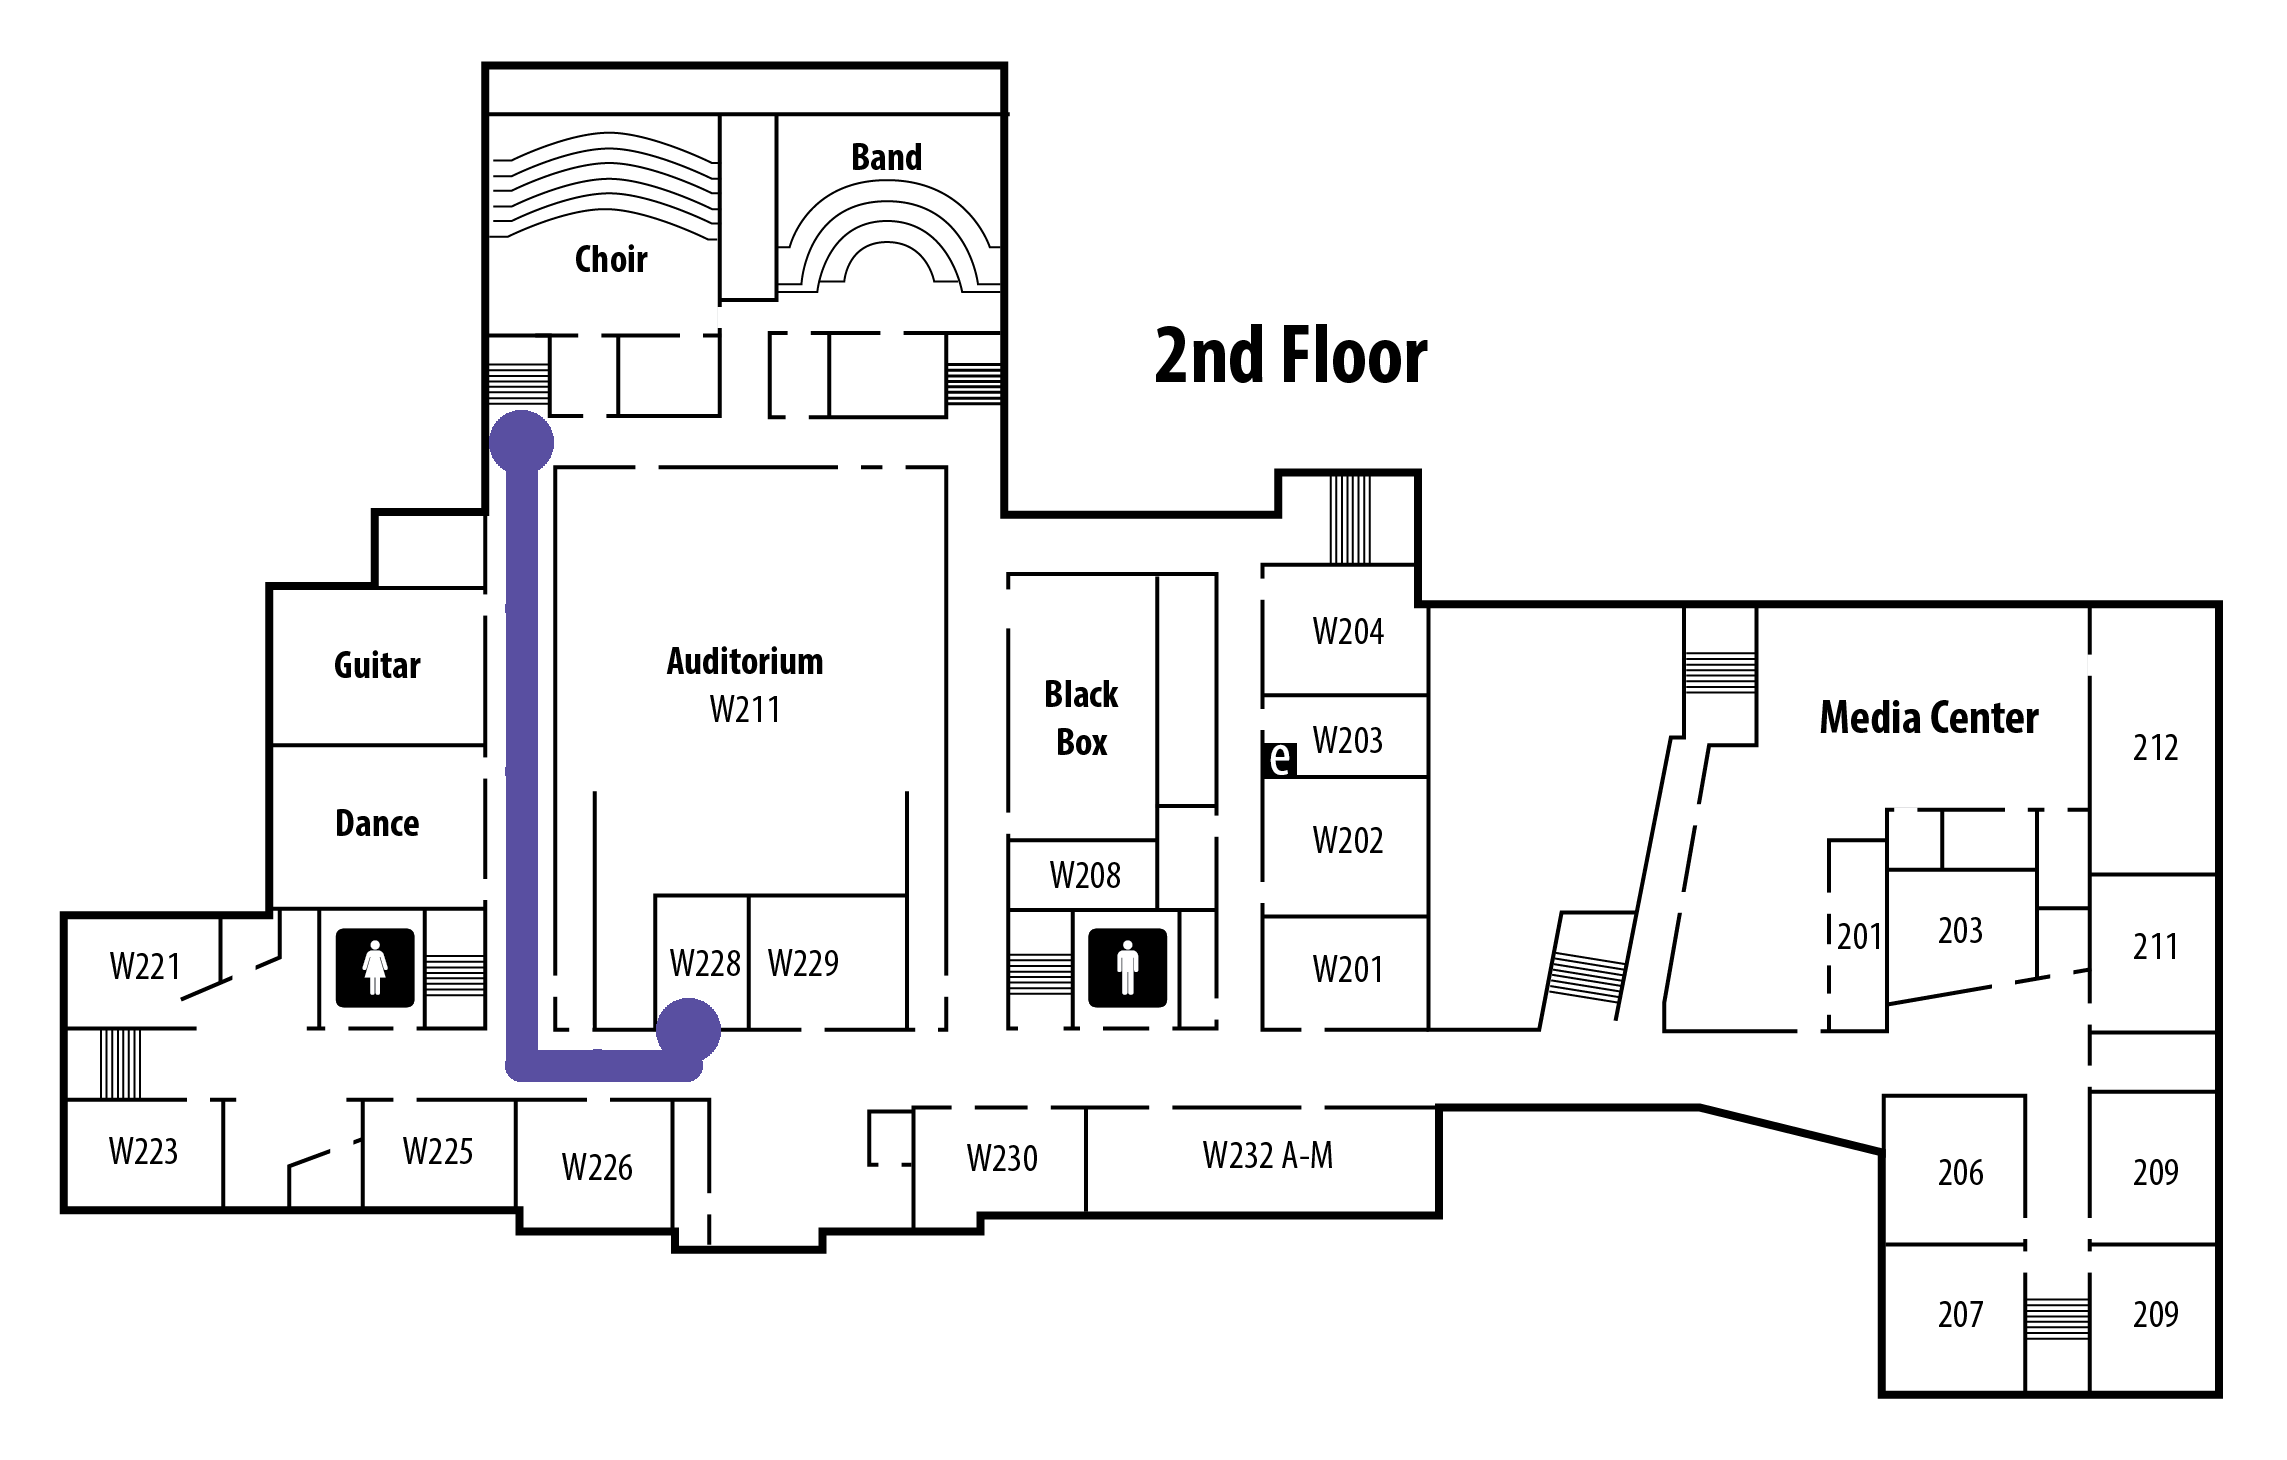 Band
Choir
2nd Floor
W204
Guitar
Auditorium
W211
Black
Box
W203
e
Media Center
212
Dance
W202
W208
W221
W228
W229
W201
201
203
211
W223
W225
W226
W230
W232 A-M
206
209
207
209